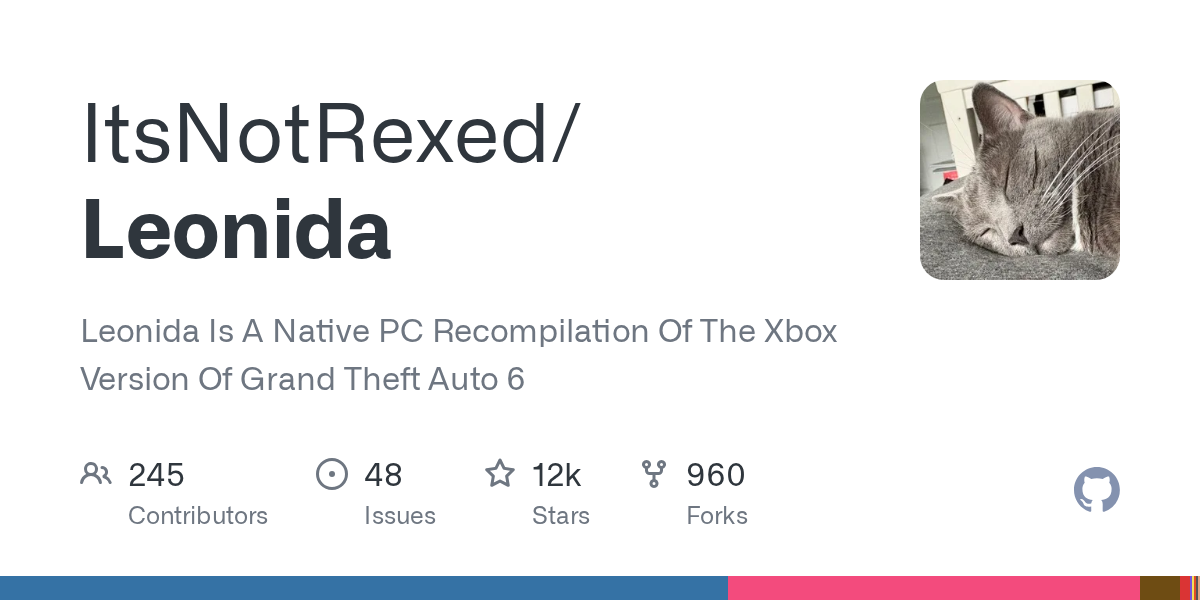 ItsNotRexed/
Leonida
Leonida Is A Native PC Recompilation Of The Xbox
Version Of Grand Theft Auto 6
245
Contributors
48
Issues
12k
Stars
960
Forks